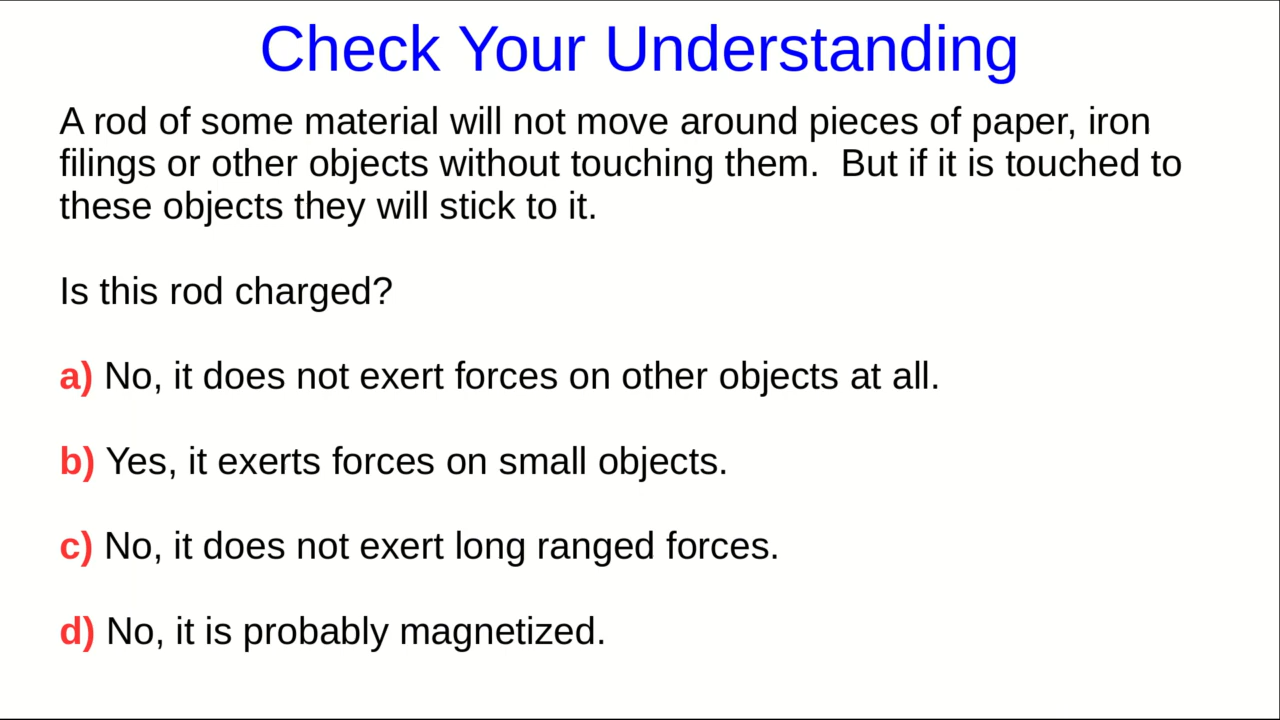 Check Your Understanding
A rod of some material will not move around pieces of paper, iron
filings or other objects without touching them.  But if it is touched to
these objects they will stick to it.
Is this rod charged?
a) No, it does not exert forces on other objects at all.
b) Yes, it exerts forces on small objects.
c) No, it does not exert long ranged forces.
d) No, it is probably magnetized.